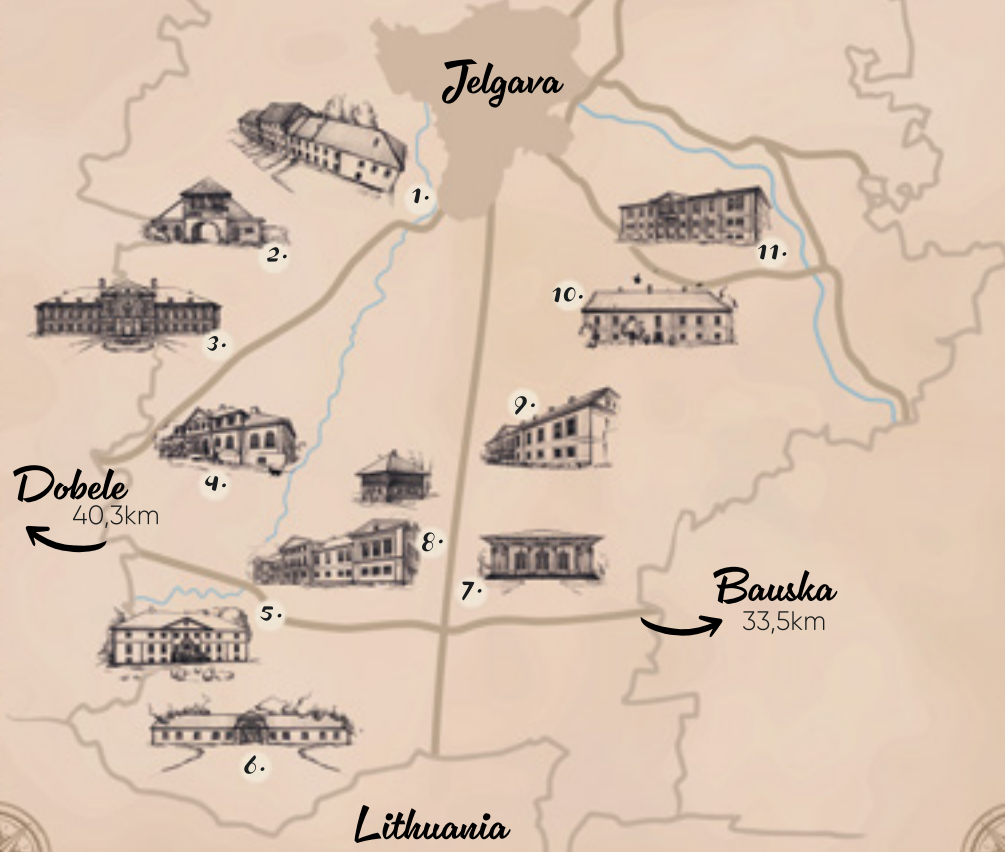 Jelgava
1.
2.
11.
10.
3.
9.
4.
Dobele
40,3km
8.
7.
Bauska
33,5km
5.
6.
Lithuania